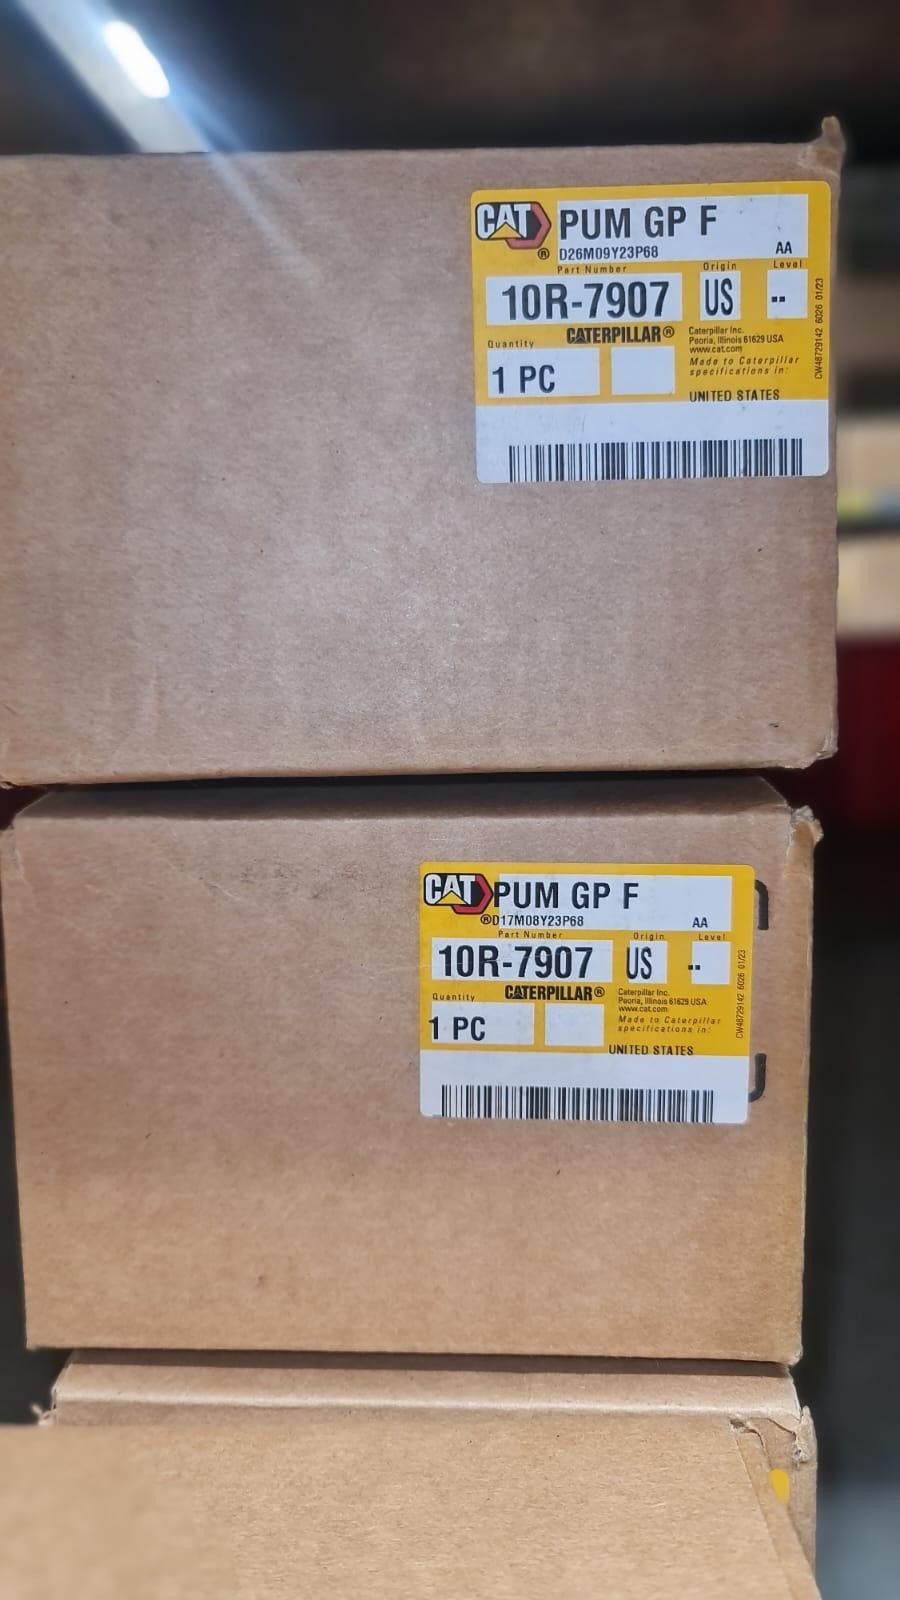 CAT PUM GP F
® D26M09Y23P68 AA
Part Number Origin Level
10R-7907 US --
Quantity CATERPILLAR®
1 PC
Caterpillar Inc.
Peoria, Illinois 61629 USA
www.cat.com
Made to Caterpillar
specifications in:
UNITED STATES
CW48729142 6026 01/23
CAT PUM GP F
® D17M08Y23P68 AA
Part Number Origin Level
10R-7907 US --
Quantity CATERPILLAR®
1 PC
Caterpillar Inc.
Peoria, Illinois 61629 USA
www.cat.com
Made to Caterpillar
specifications in:
UNITED STATES
CW48729142 6026 01/23